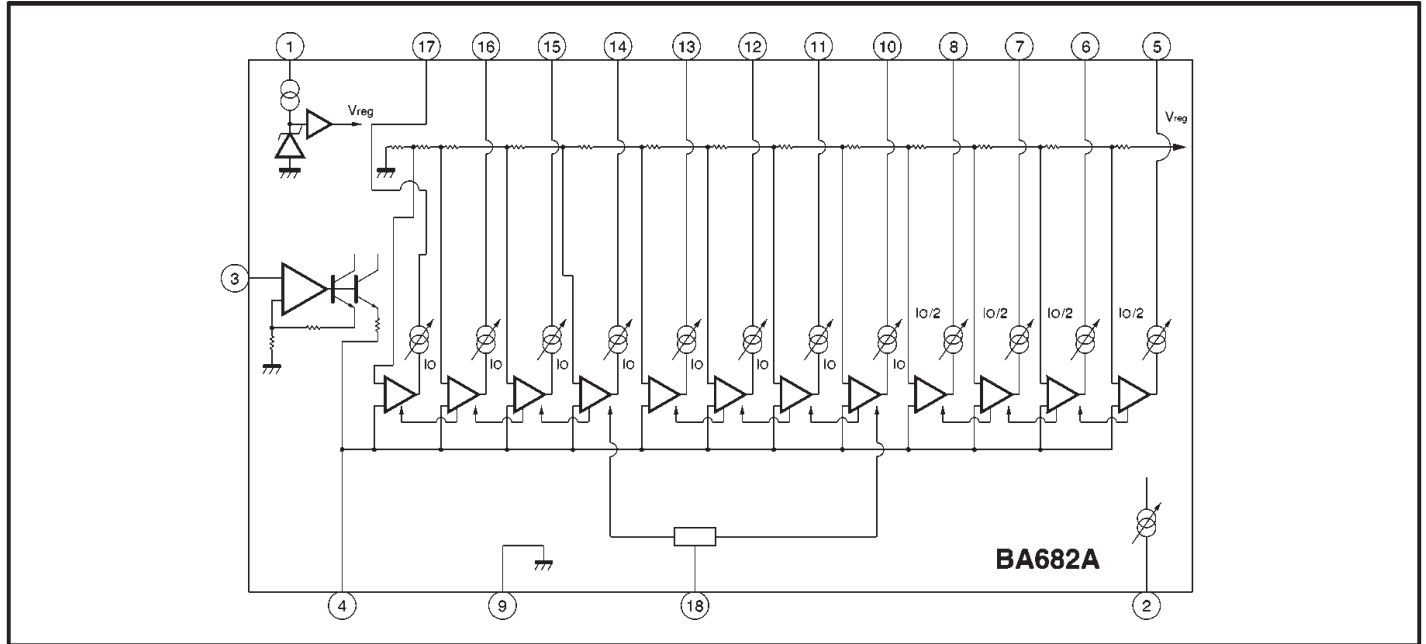 1 17 16 15 14 13 12 11 10 8 7 6 5
Vreg
Vreg
3
IO/2 IO/2 IO/2 IO/2
IO IO IO IO IO IO IO IO
BA682A
4 9 18 2